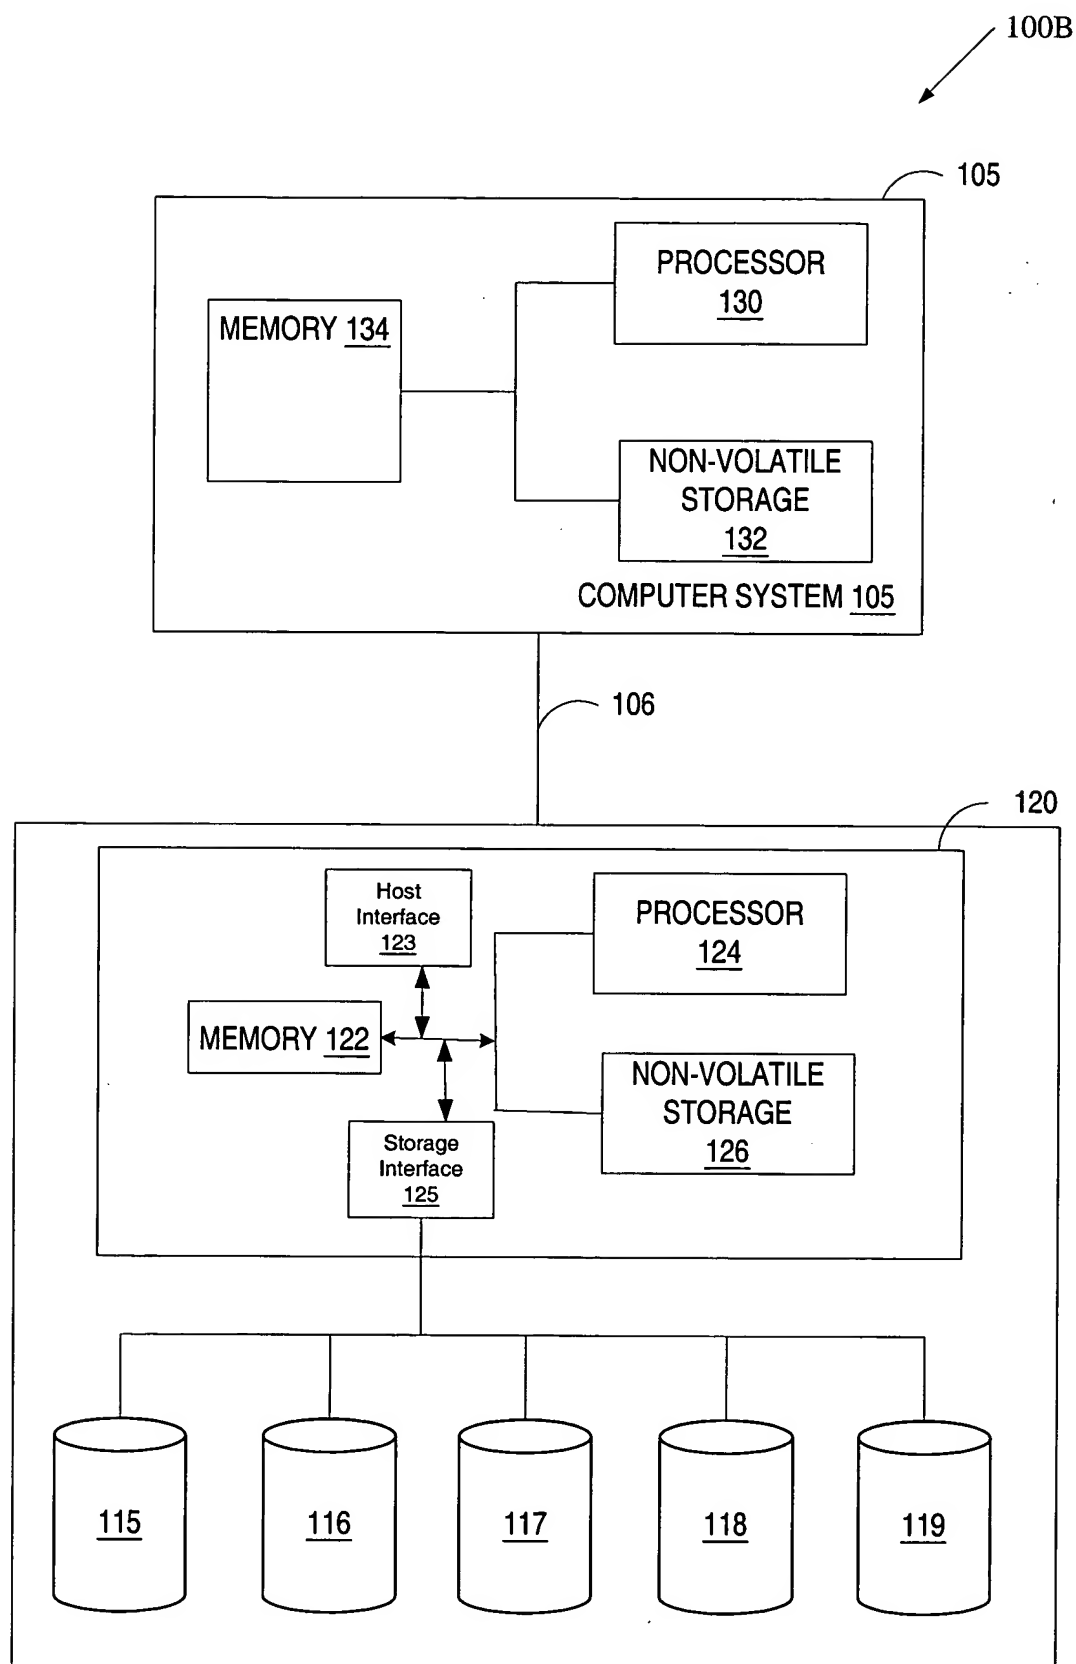 100B
105
PROCESSOR
130
MEMORY 134
NON-VOLATILE
STORAGE
132
COMPUTER SYSTEM 105
106
120
Host
Interface
123
PROCESSOR
124
MEMORY 122
NON-VOLATILE
STORAGE
126
Storage
Interface
125
115
116
117
118
119